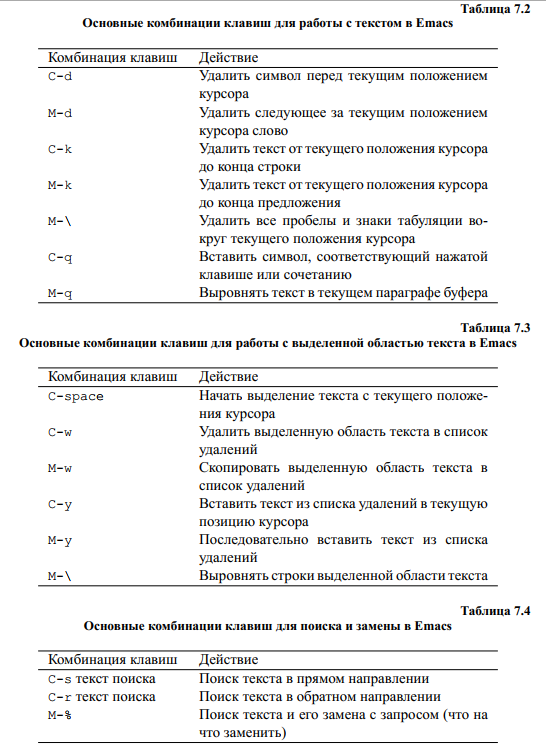 Таблица 7.2
Основные комбинации клавиш для работы с текстом в Emacs
Комбинация клавиш Действие
C-d Удалить символ перед текущим положением
курсора
M-d Удалить следующее за текущим положением
курсора слово
C-k Удалить текст от текущего положения курсора
до конца строки
M-k Удалить текст от текущего положения курсора
до конца предложения
M-\ Удалить все пробелы и знаки табуляции во-
круг текущего положения курсора
C-q Вставить символ, соответствующий нажатой
клавише или сочетанию
M-q Выровнять текст в текущем параграфе буфера
Таблица 7.3
Основные комбинации клавиш для работы с выделенной областью текста в Emacs
Комбинация клавиш Действие
C-space Начать выделение текста с текущего положе-
ния курсора
C-w Удалить выделенную область текста в список
удалений
M-w Скопировать выделенную область текста в
список удалений
C-y Вставить текст из списка удалений в текущую
позицию курсора
M-y Последовательно вставить текст из списка
удалений
M-\ Выровнять строки выделенной области текста
Таблица 7.4
Основные комбинации клавиш для поиска и замены в Emacs
Комбинация клавиш Действие
C-s текст поиска Поиск текста в прямом направлении
C-r текст поиска Поиск текста в обратном направлении
M-% Поиск текста и его замена с запросом (что на
что заменить)